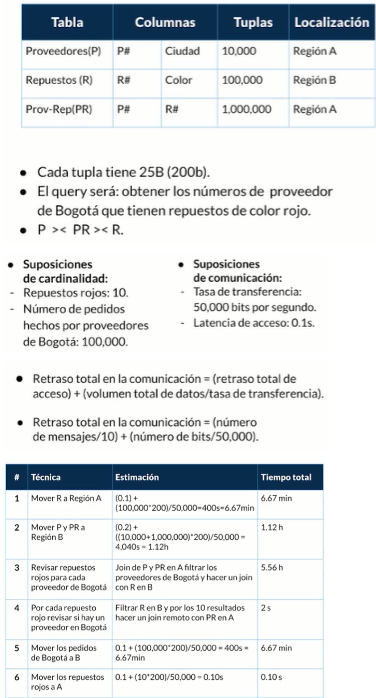 Tabla Columnas Tuplas Localización
Proveedores(P) P# Ciudad 10,000 Región A
Repuestos (R) R# Color 100,000 Región B
Prov-Rep(PR) P# R# 1,000,000 Región A
• Cada tupla tiene 25B (200b).
• El query será: obtener los números de proveedor
de Bogotá que tienen repuestos de color rojo.
• P >< PR >< R.
• Suposiciones
de cardinalidad:
- Repuestos rojos: 10.
- Número de pedidos
hechos por proveedores
de Bogotá: 100,000.
• Suposiciones
de comunicación:
- Tasa de transferencia:
50,000 bits por segundo.
- Latencia de acceso: 0.1s.
• Retraso total en la comunicación = (retraso total de
acceso) + (volumen total de datos/tasa de transferencia).
• Retraso total en la comunicación = (número
de mensajes/10) + (número de bits/50,000).
# Técnica Estimación Tiempo total
1 Mover R a Región A (0.1) +
(100,000*200)/50,000=400s=6.67min 6.67 min
2 Mover P y PR a
Región B (0.2) +
((10,000+1,000,000)*200)/50,000 =
4,040s = 1.12h 1.12 h
3 Revisar repuestos
rojos para cada
proveedor de Bogotá Join de P y PR en A filtrar los
proveedores de Bogotá y hacer un join
con R en B 5.56 h
4 Por cada repuesto
rojo revisar si hay un
proveedor en Bogotá Filtrar R en B y por los 10 resultados
hacer un join remoto con PR en A 2 s
5 Mover los pedidos
de Bogotá a B 0.1 + (100,000*200)/50,000 = 400s =
6.67min 6.67 min
6 Mover los repuestos
rojos a A 0.1 + (10*200)/50,000 = 0.10s 0.10 s